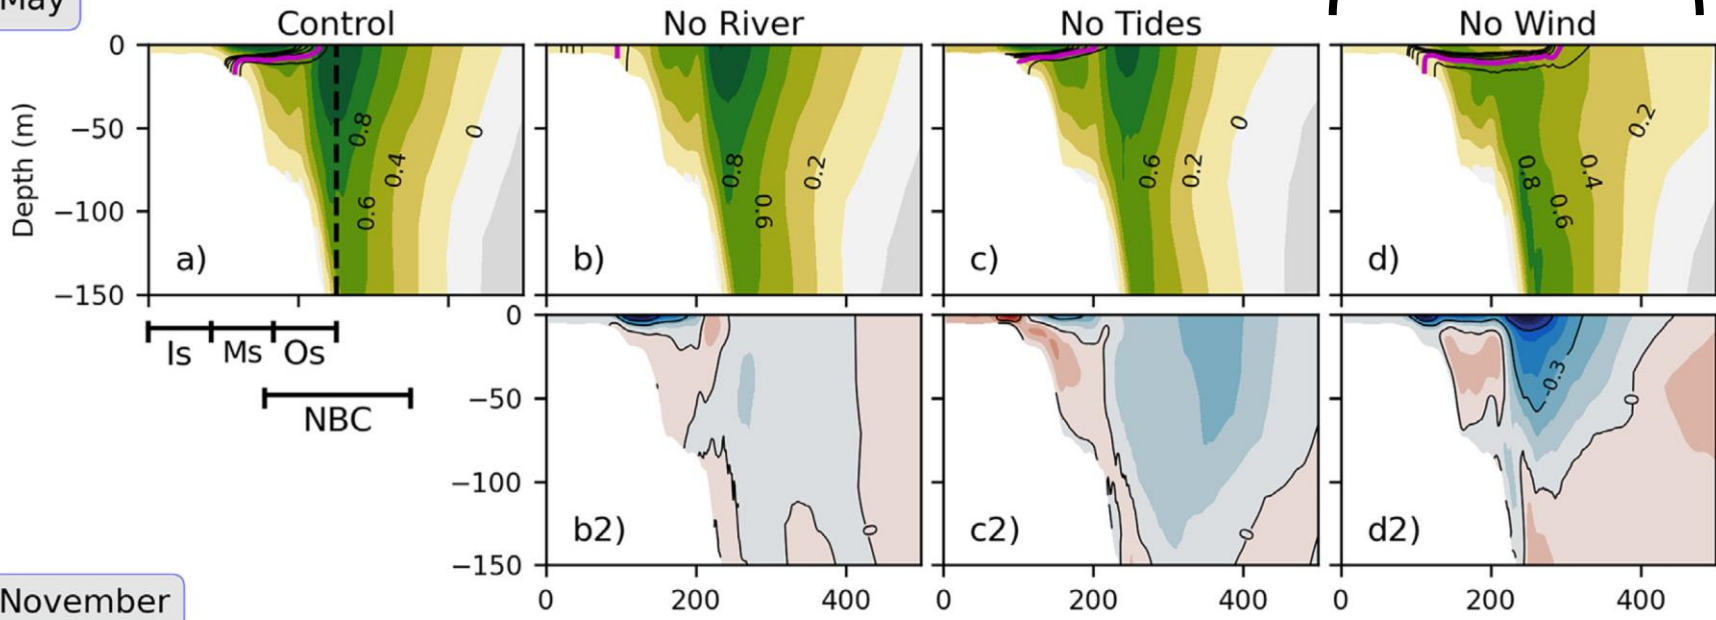 May
Control No River No Tides No Wind
0
−50
−100
−150
Depth (m)
0.8 0.4 0.6 0
a)
0.8 0.6 0.2
b)
0.6 0.2 0
c)
0.8 0.6 0.4 0.2
d)
Is Ms Os
NBC
0
−50
−100
−150
b2) 0
c2) 0
d2) -0.3 0
0 200 400 0 200 400 0 200 400
November